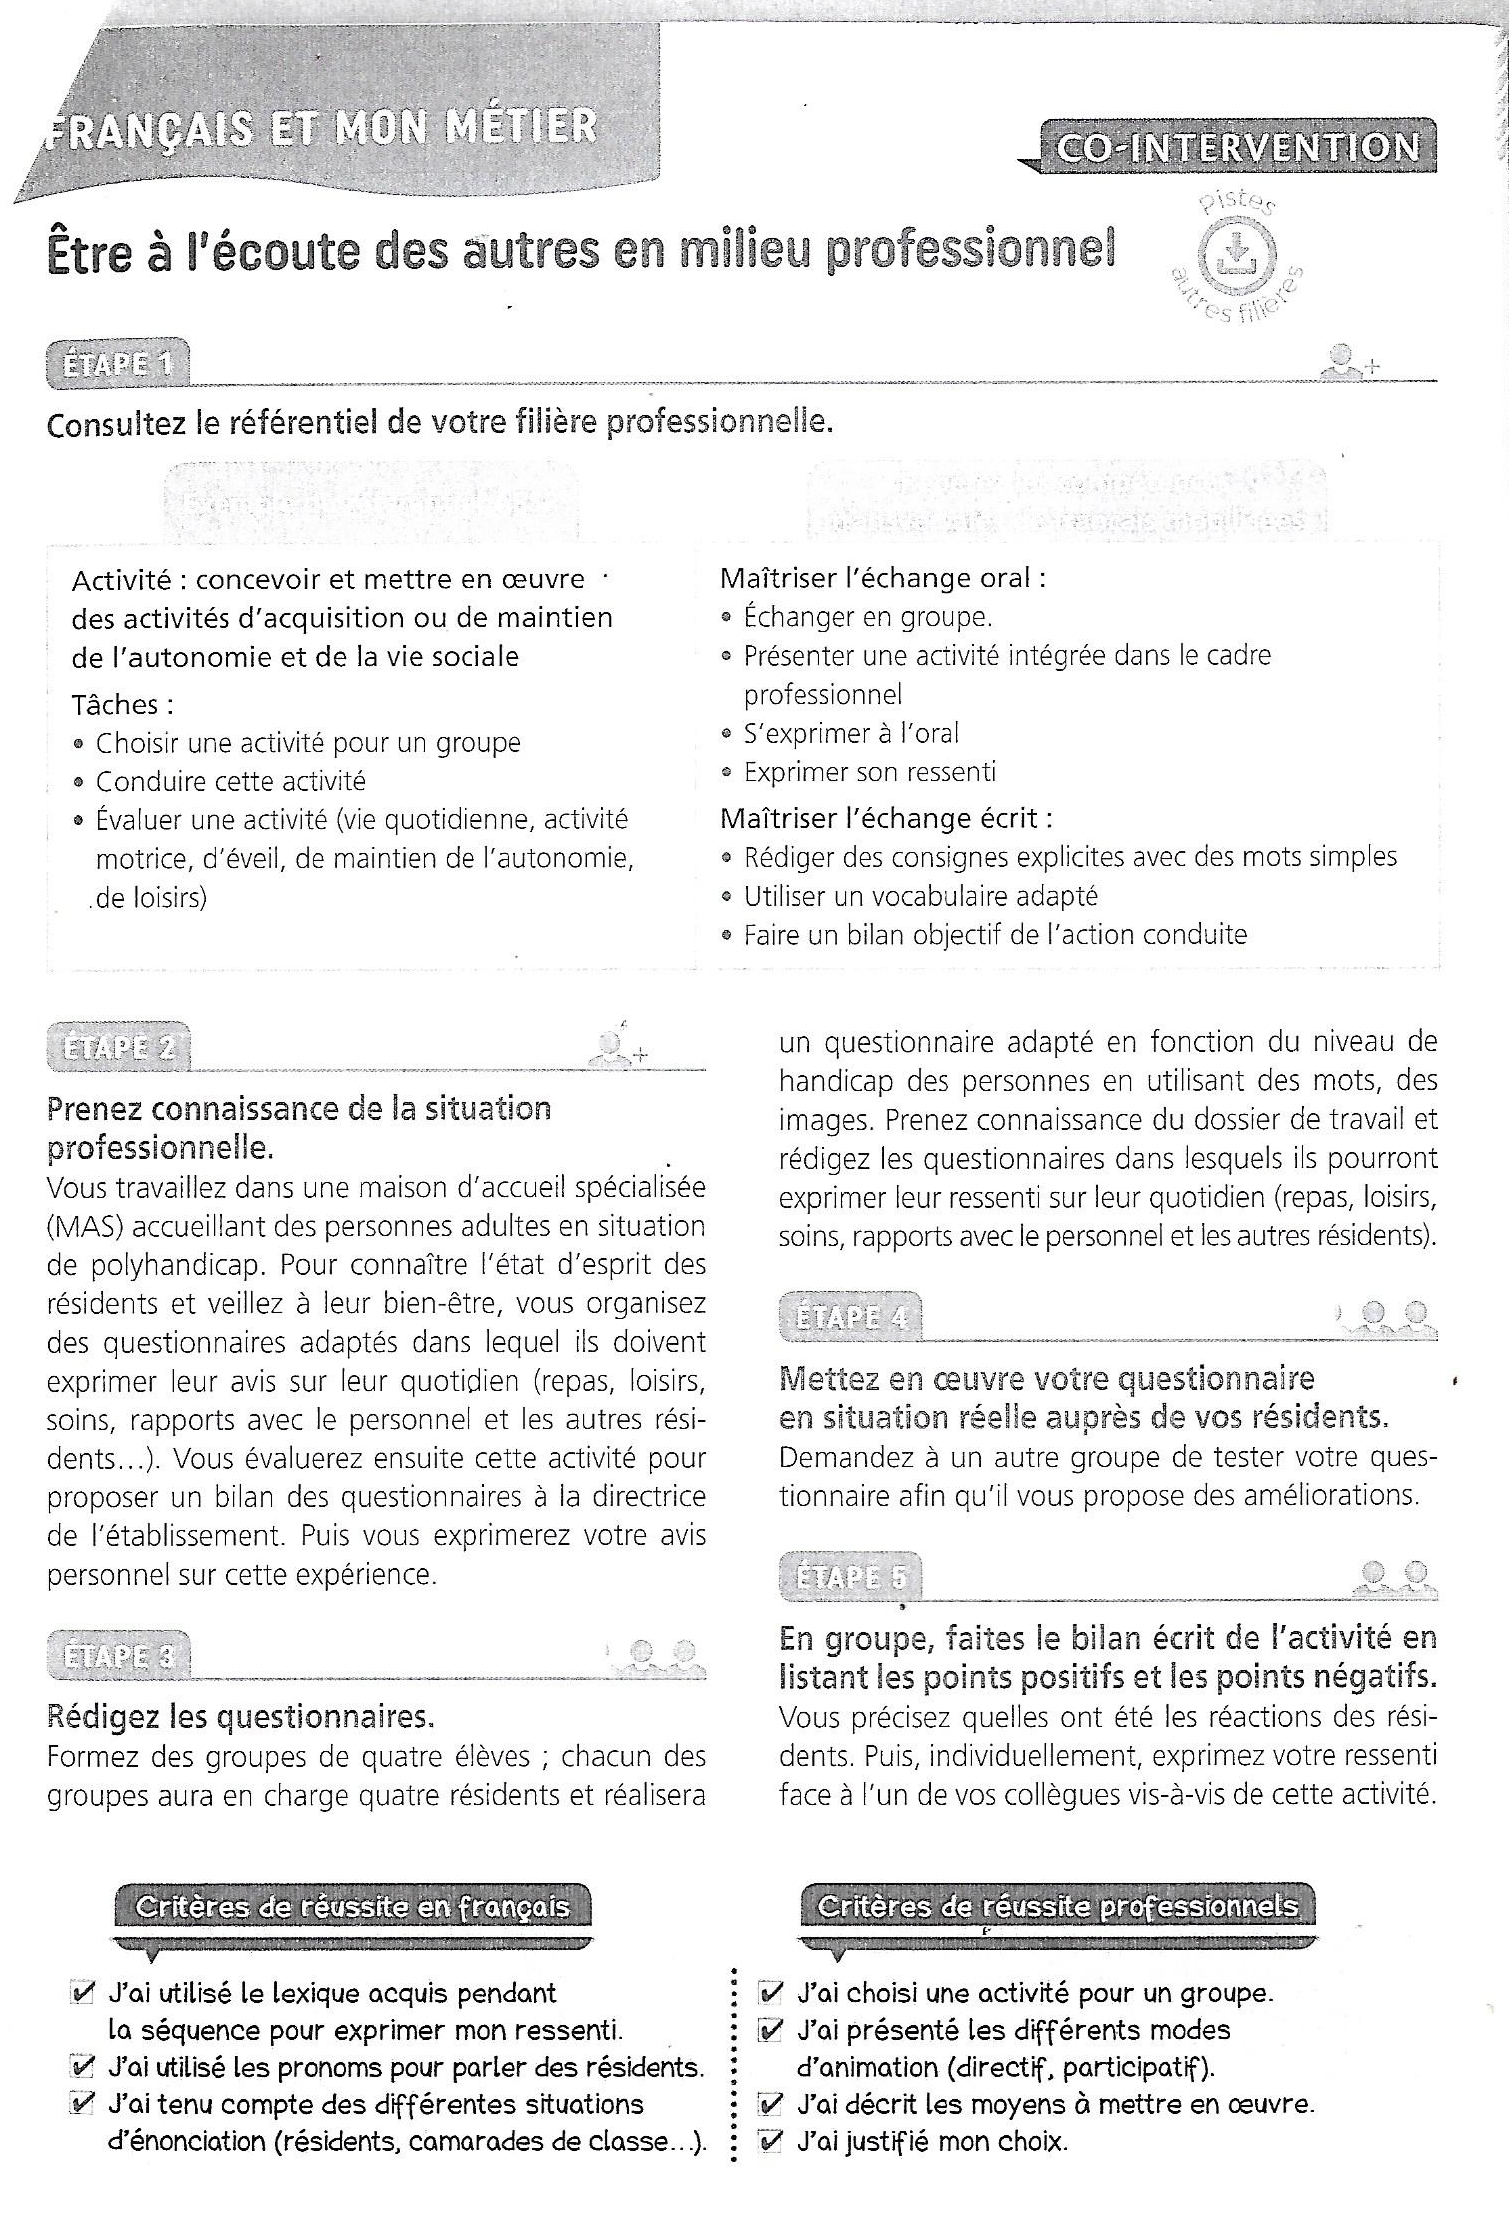 FRANÇAIS ET MON MÉTIER
CO-INTERVENTION
Pistes
autres filières
Être à l'écoute des autres en milieu professionnel
ÉTAPE 1
Consultez le référentiel de votre filière professionnelle.
Activité : concevoir et mettre en œuvre
des activités d'acquisition ou de maintien
de l'autonomie et de la vie sociale
Tâches :
• Choisir une activité pour un groupe
• Conduire cette activité
• Évaluer une activité (vie quotidienne, activité
motrice, d'éveil, de maintien de l'autonomie,
de loisirs)
Maîtriser l'échange oral :
• Échanger en groupe.
• Présenter une activité intégrée dans le cadre
professionnel
• S'exprimer à l'oral
• Exprimer son ressenti
Maîtriser l'échange écrit :
• Rédiger des consignes explicites avec des mots simples
• Utiliser un vocabulaire adapté
• Faire un bilan objectif de l'action conduite
ÉTAPE 2
Prenez connaissance de la situation
professionnelle.
Vous travaillez dans une maison d'accueil spécialisée
(MAS) accueillant des personnes adultes en situation
de polyhandicap. Pour connaître l'état d'esprit des
résidents et veillez à leur bien-être, vous organisez
des questionnaires adaptés dans lequel ils doivent
exprimer leur avis sur leur quotidien (repas, loisirs,
soins, rapports avec le personnel et les autres rési-
dents...). Vous évaluerez ensuite cette activité pour
proposer un bilan des questionnaires à la directrice
de l'établissement. Puis vous exprimerez votre avis
personnel sur cette expérience.
ÉTAPE 3
Rédigez les questionnaires.
Formez des groupes de quatre élèves ; chacun des
groupes aura en charge quatre résidents et réalisera
un questionnaire adapté en fonction du niveau de
handicap des personnes en utilisant des mots, des
images. Prenez connaissance du dossier de travail et
rédigez les questionnaires dans lesquels ils pourront
exprimer leur ressenti sur leur quotidien (repas, loisirs,
soins, rapports avec le personnel et les autres résidents).
ÉTAPE 4
Mettez en œuvre votre questionnaire
en situation réelle auprès de vos résidents.
Demandez à un autre groupe de tester votre ques-
tionnaire afin qu'il vous propose des améliorations.
ÉTAPE 5
En groupe, faites le bilan écrit de l'activité en
listant les points positifs et les points négatifs.
Vous précisez quelles ont été les réactions des rési-
dents. Puis, individuellement, exprimez votre ressenti
face à l'un de vos collègues vis-à-vis de cette activité.
Critères de réussite en français
J'ai utilisé le lexique acquis pendant
la séquence pour exprimer mon ressenti.
J'ai utilisé les pronoms pour parler des résidents.
J'ai tenu compte des différentes situations
d'énonciation (résidents, camarades de classe...).
Critères de réussite professionnels
J'ai choisi une activité pour un groupe.
J'ai présenté les différents modes
d'animation (directif, participatif).
J'ai décrit les moyens à mettre en œuvre.
J'ai justifié mon choix.